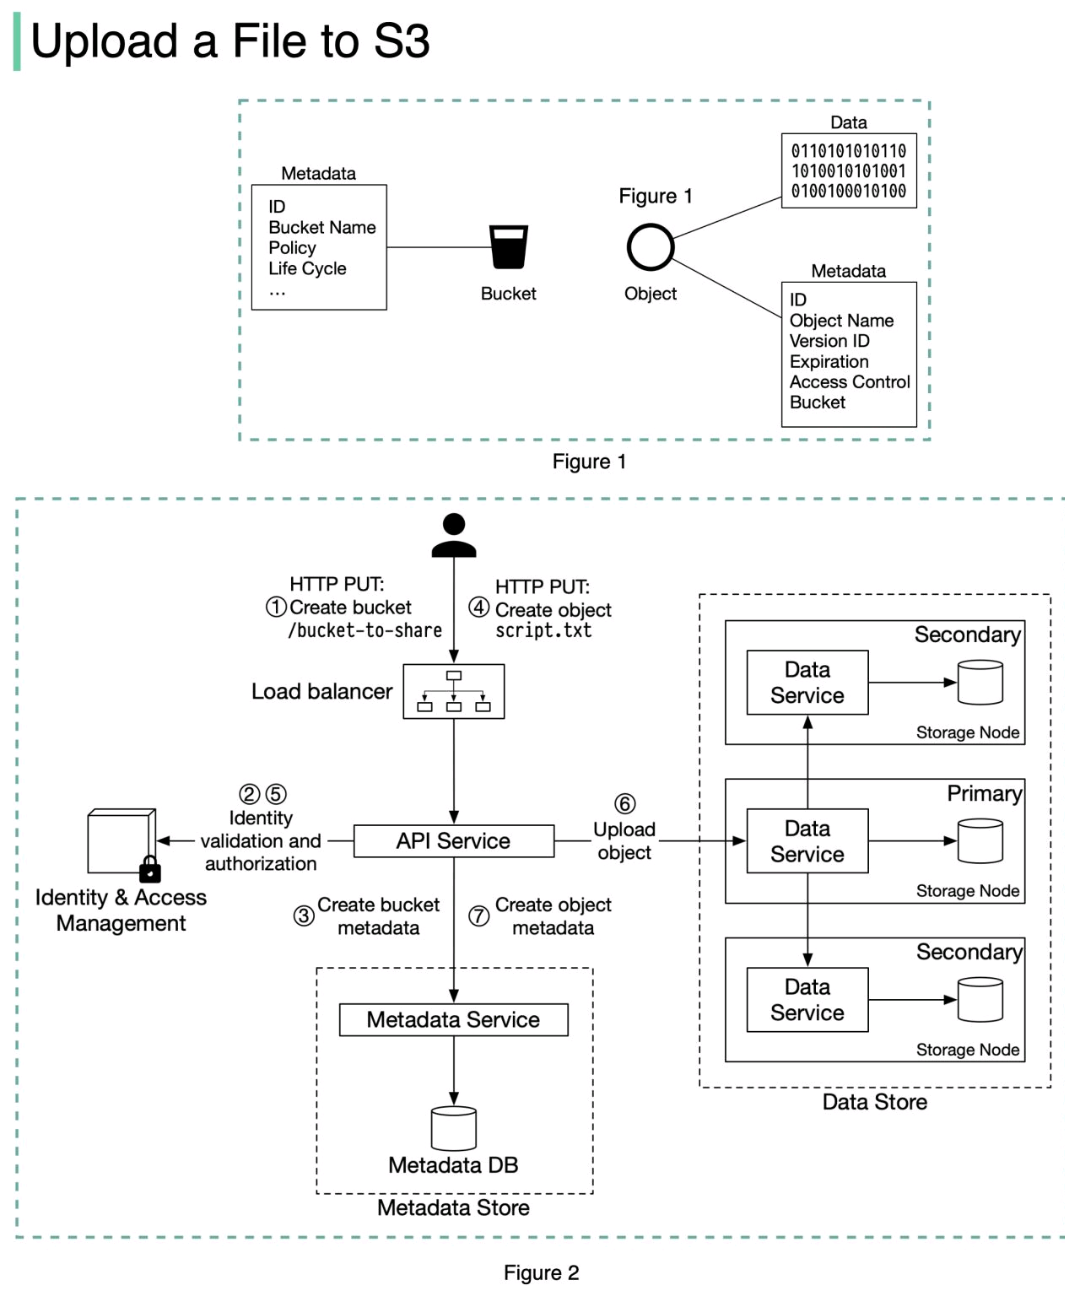 Upload a File to S3
Metadata
ID
Bucket Name
Policy
Life Cycle
...
Bucket
Figure 1
Object
Data
0110101010110
1010010101001
0100100010100
Metadata
ID
Object Name
Version ID
Expiration
Access Control
Bucket
Figure 1
HTTP PUT:
①Create bucket
/bucket-to-share
HTTP PUT:
④ Create object
script.txt
Load balancer
② ⑤
Identity
validation and
authorization
Identity & Access
Management
API Service
⑥
Upload
object
③ Create bucket
metadata
⑦ Create object
metadata
Metadata Service
Metadata DB
Metadata Store
Secondary
Data
Service
Storage Node
Primary
Data
Service
Storage Node
Secondary
Data
Service
Storage Node
Data Store
Figure 2